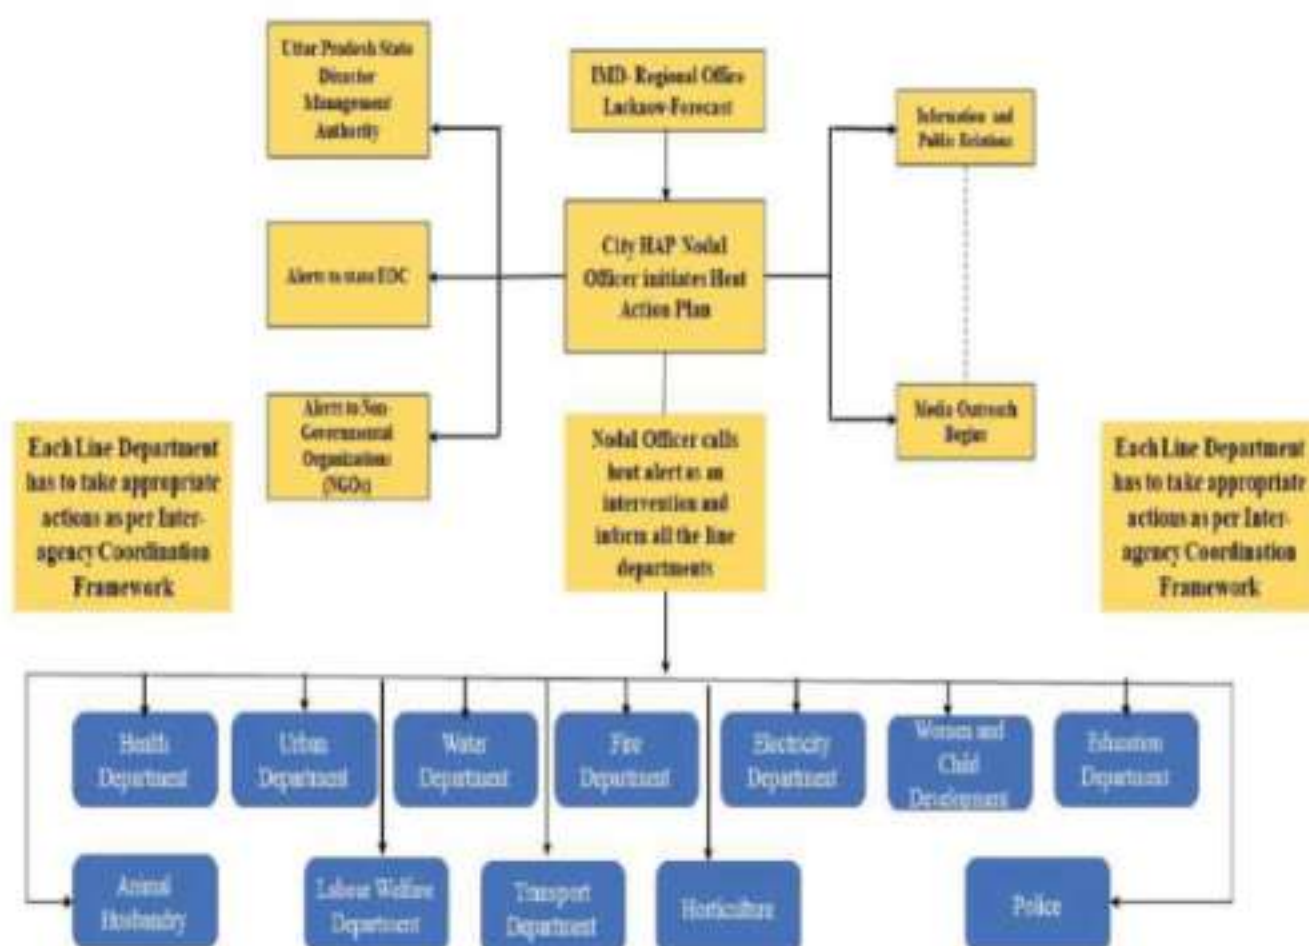 Uttar Pradesh State
Disaster
Management
Authority
IMD- Regional Office
Lucknow-Forecast
Information and
Public Relations
Alerts to state EOC
City HAP Nodal
Officer initiates Heat
Action Plan
Alerts to Non-
Governmental
Organizations
(NGOs)
Media Outreach
Begins
Each Line Department
has to take appropriate
actions as per Inter-
agency Coordination
Framework
Nodal Officer calls
heat alert as an
intervention and
inform all the line
departments
Each Line Department
has to take appropriate
actions as per Inter-
agency Coordination
Framework
Health
Department
Urban
Department
Water
Department
Fire
Department
Electricity
Department
Women and
Child
Development
Education
Department
Animal
Husbandry
Labour Welfare
Department
Transport
Department
Horticulture
Police